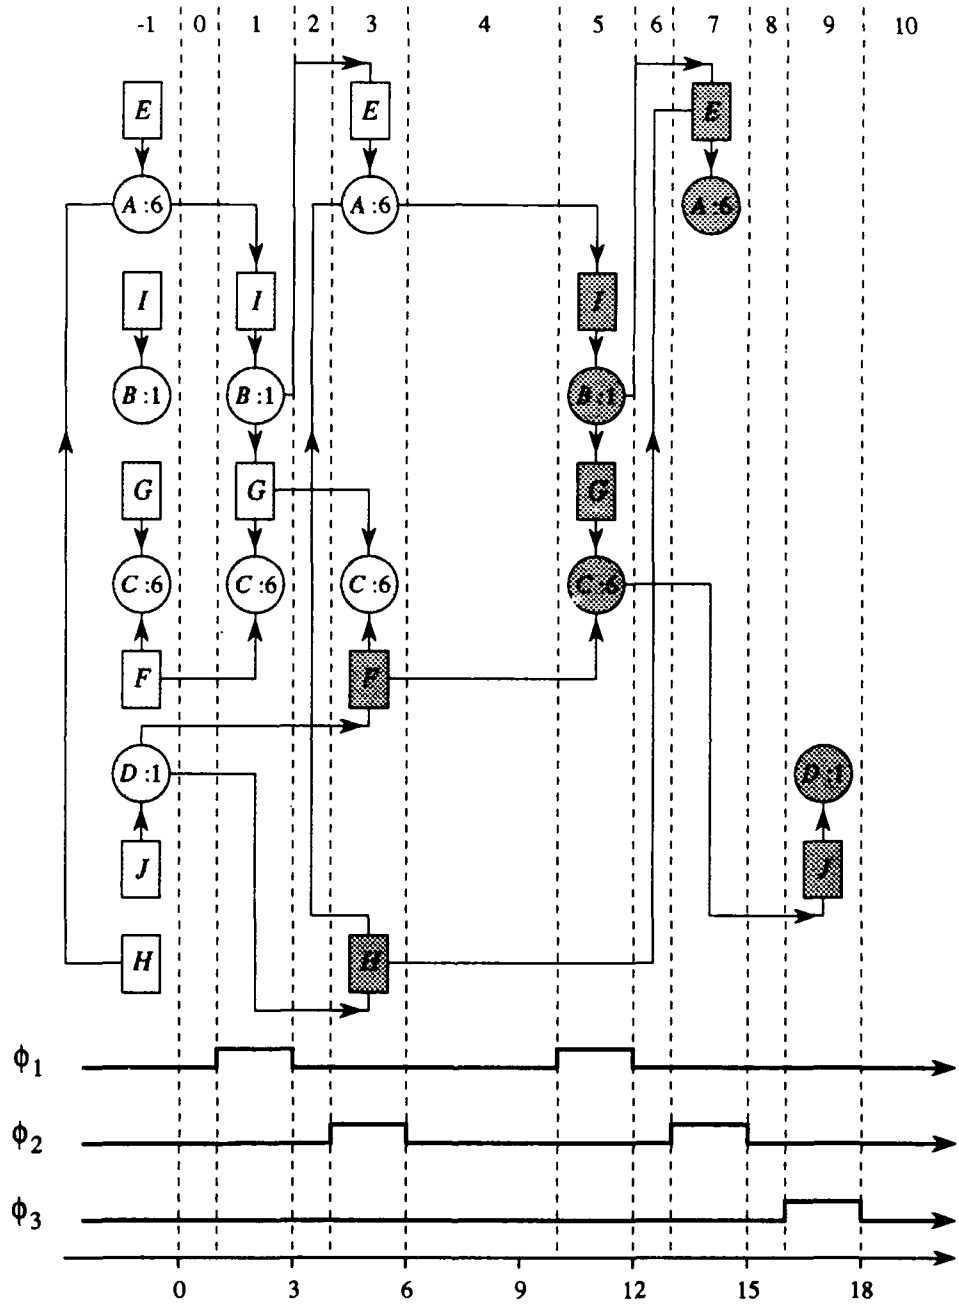 -1 0 1 2 3 4 5 6 7 8 9 10
E E E
A:6 A:6 A:6
I I I
B:1 B:1 B:1
G G G
C:6 C:6 C:6 C:6
F F
D:1 D:1
J J
H H
ϕ1
ϕ2
ϕ3
0 3 6 9 12 15 18